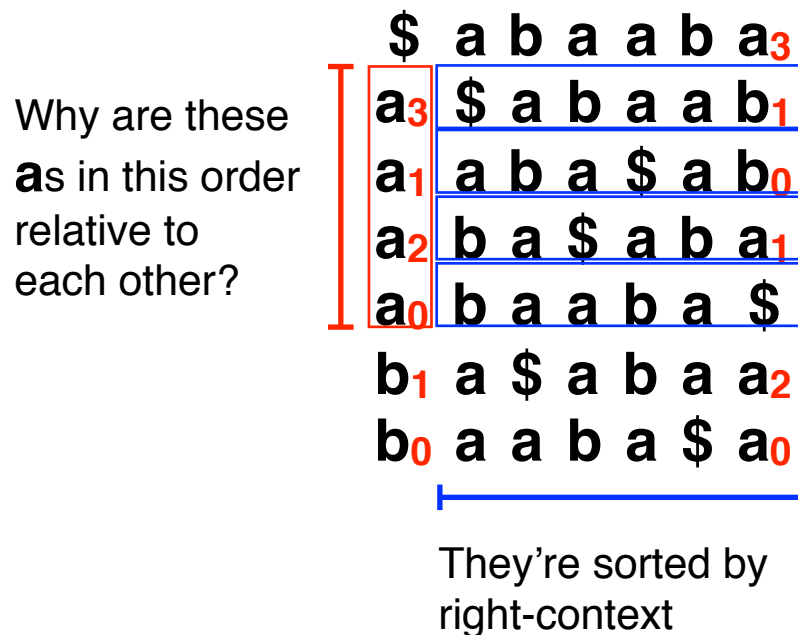 $ a b a a b a3
a3 $ a b a a b1
Why are these
as in this order
a1 a b a $ a b0
relative to
a2 b a $ a b a1
each other?
a0 b a a b a $
b1 a $ a b a a2
b0 a a b a $ a0
They’re sorted by
right-context